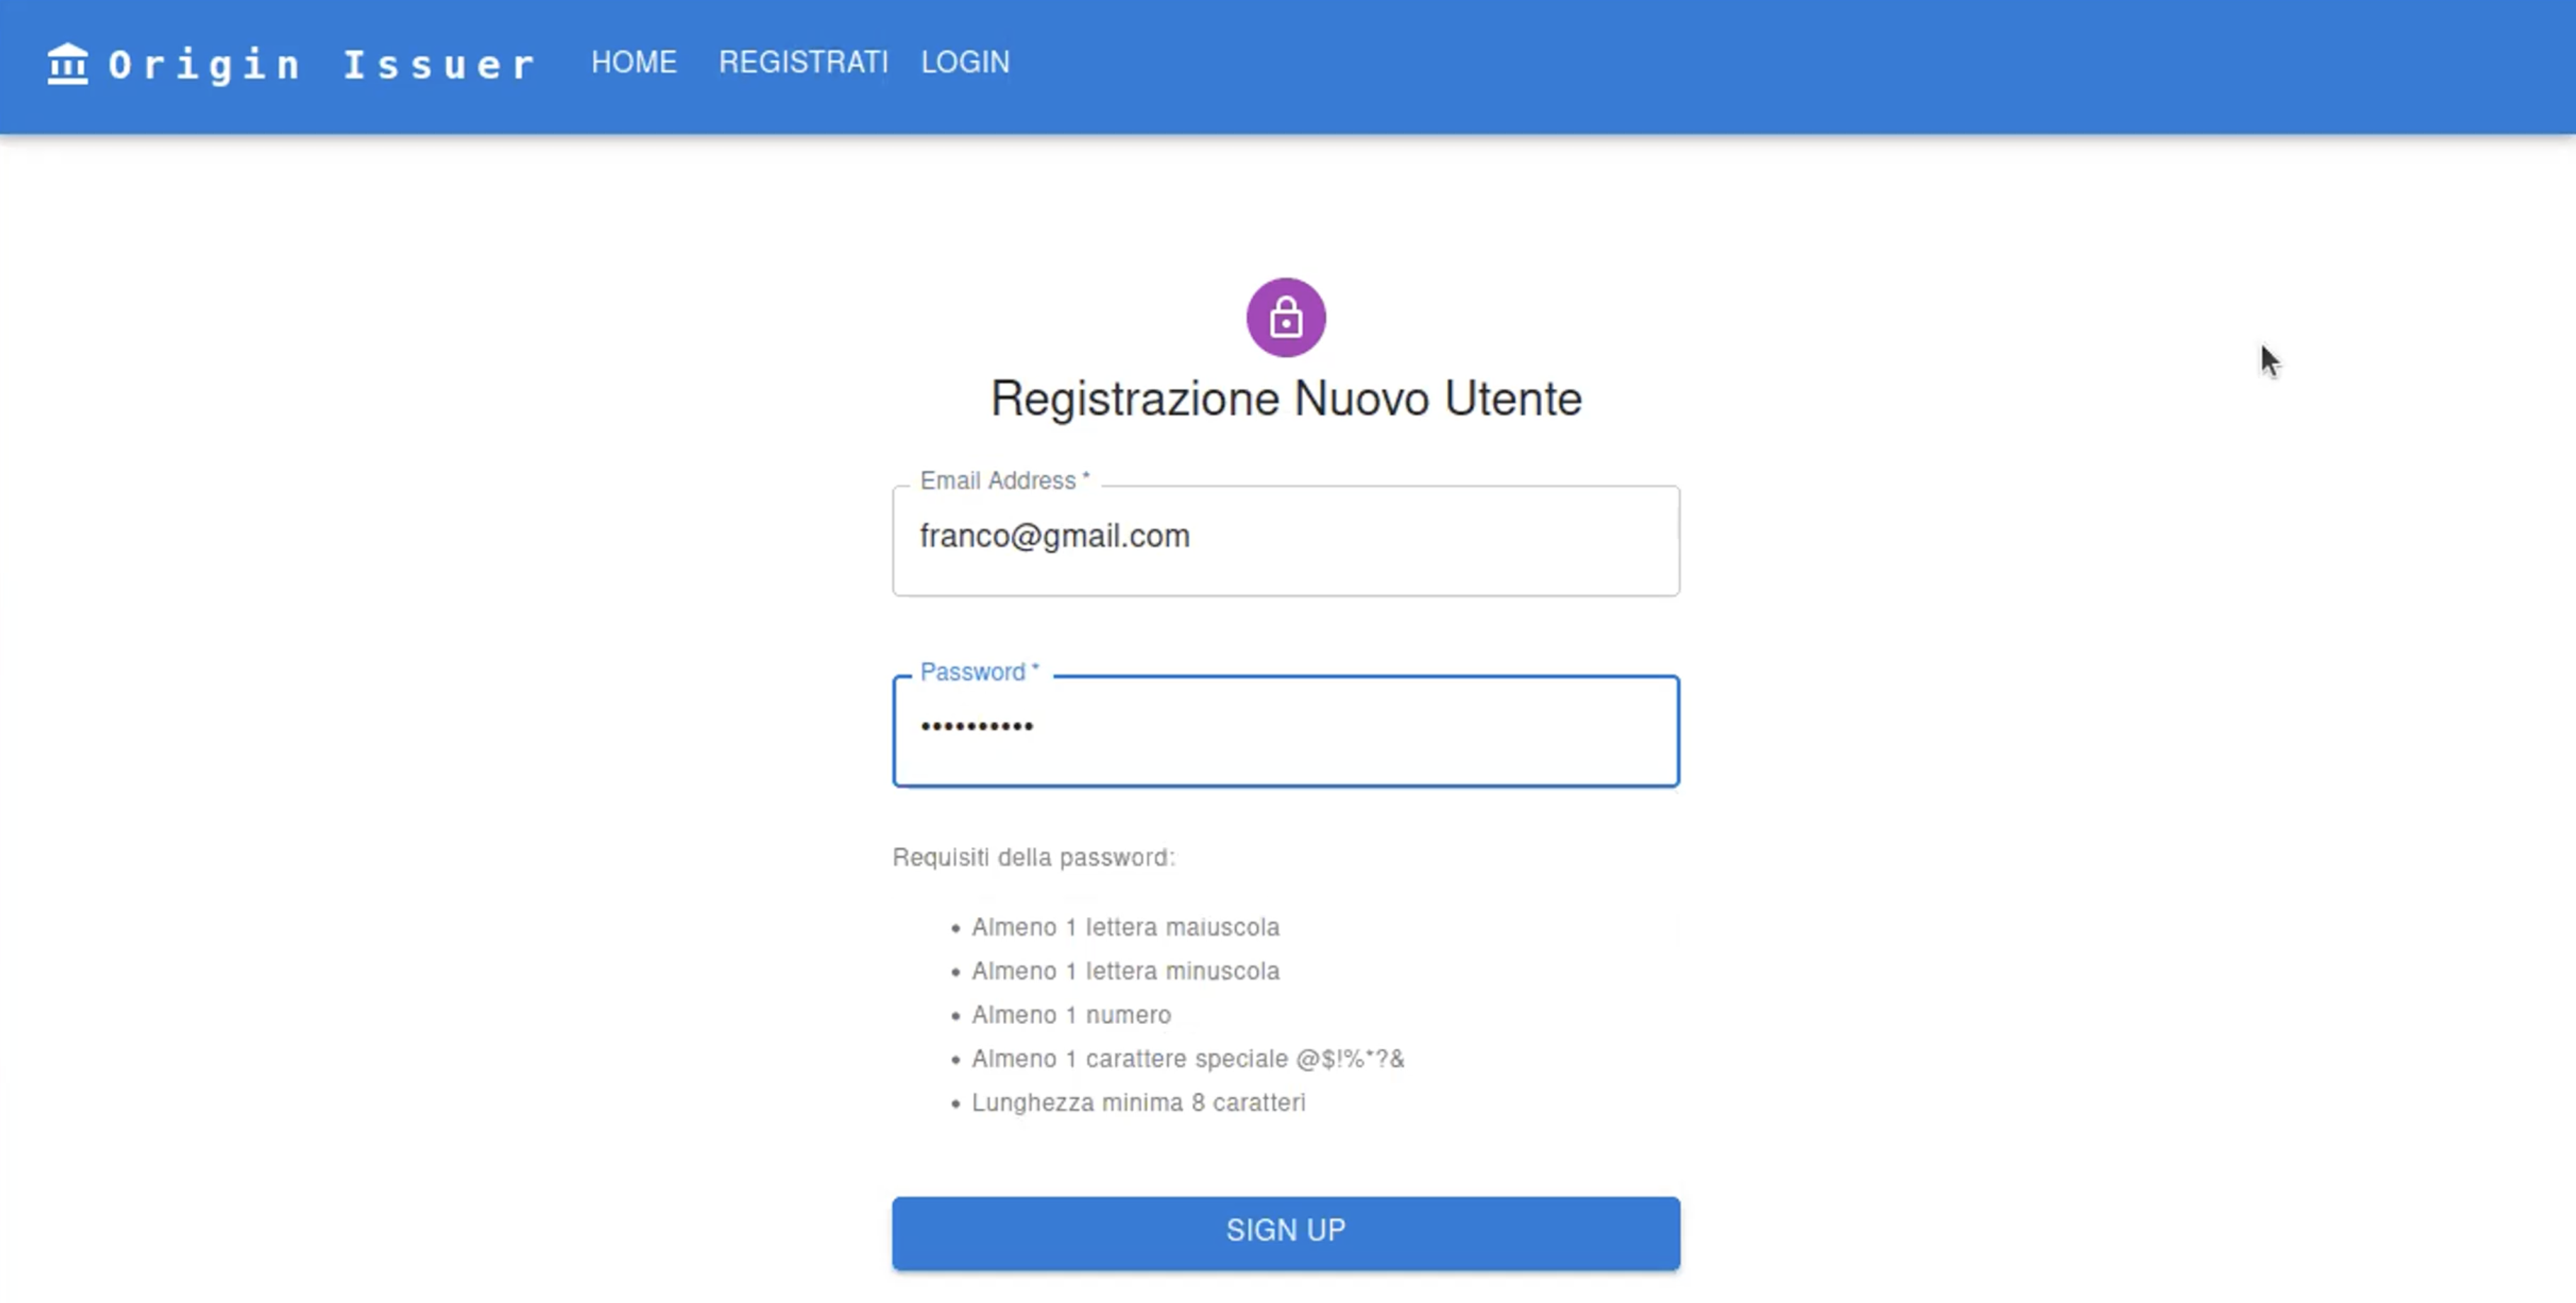 Origin Issuer HOME REGISTRATI LOGIN
Registrazione Nuovo Utente
Email Address *
franco@gmail.com
Password *
••••••••••
Requisiti della password:
• Almeno 1 lettera maiuscola
• Almeno 1 lettera minuscola
• Almeno 1 numero
• Almeno 1 carattere speciale @$!%*?&
• Lunghezza minima 8 caratteri
SIGN UP